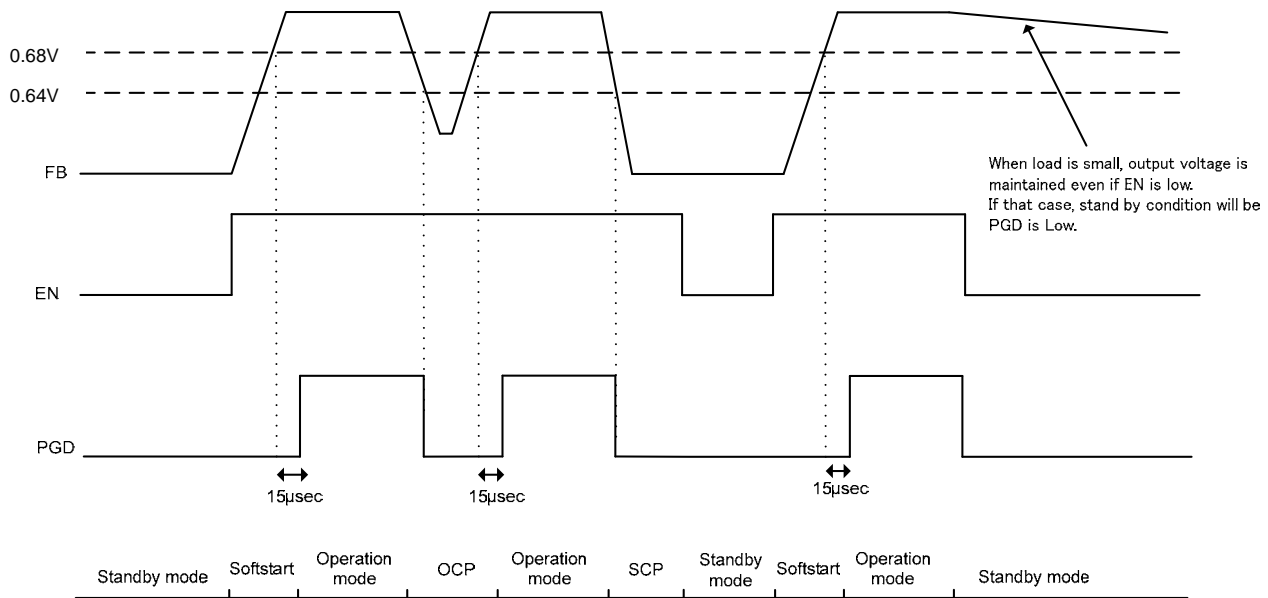 0.68V
0.64V
FB
When load is small, output voltage is
maintained even if EN is low.
If that case, stand by condition will be
PGD is Low.
EN
PGD
15µsec
15µsec
15µsec
Standby mode
Softstart
Operation
mode
OCP
Operation
mode
SCP
Standby
mode
Softstart
Operation
mode
Standby mode